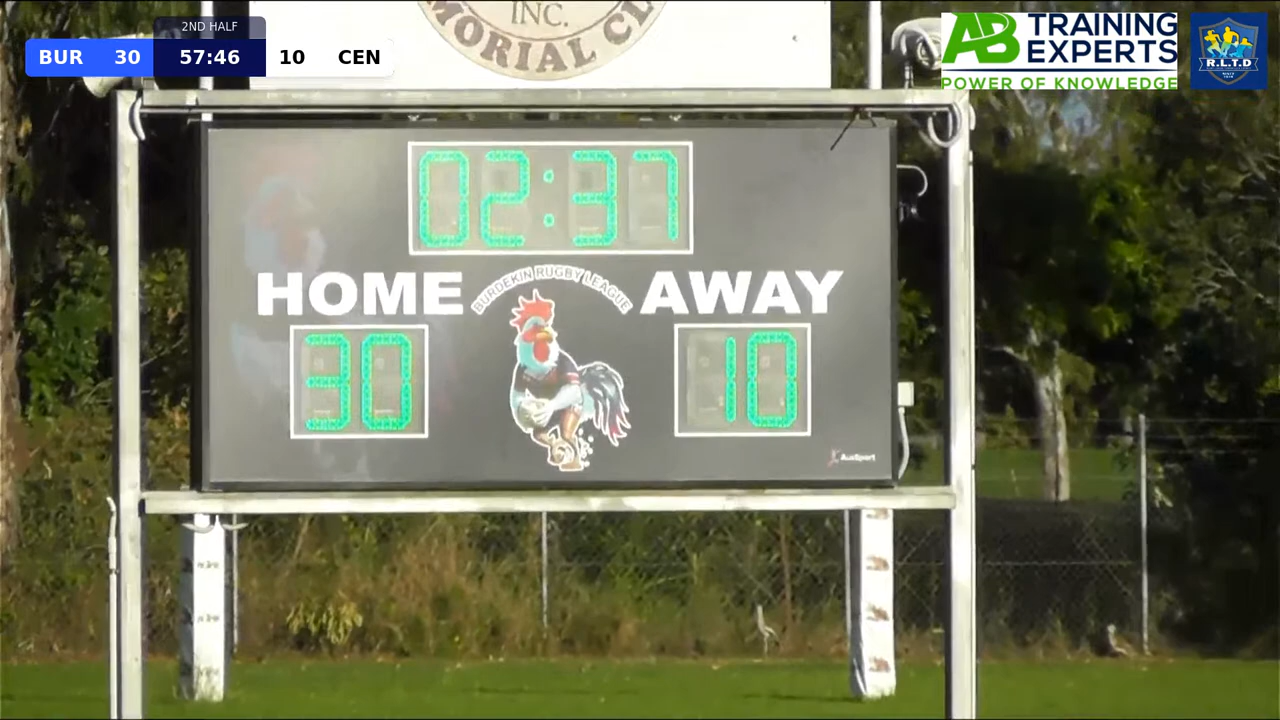 2ND HALF
BUR 30 57:46 10 CEN
INC.
MORIAL CL
AB TRAINING EXPERTS
POWER OF KNOWLEDGE
R.L.T.D
02:37
HOME
BURDEKIN RUGBY LEAGUE
AWAY
30
10
AusSport